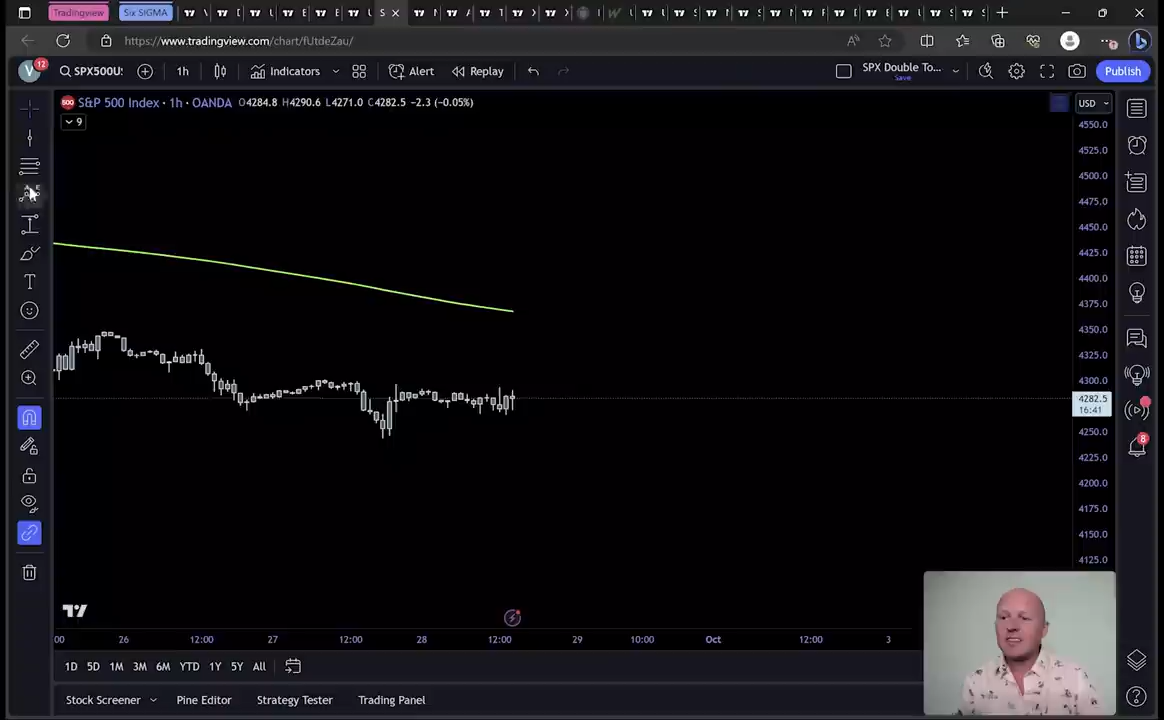 Tradingview
Six SIGMA
https://www.tradingview.com/chart/fUtdeZau/
V
12
SPX500U:
1h
Indicators
Alert
Replay
SPX Double To...
Save
Publish
500
S&P 500 Index · 1h · OANDA O4284.8 H4290.6 L4271.0 C4282.5 −2.3 (−0.05%)
USD
9
4550.0
4525.0
4500.0
4475.0
4450.0
4425.0
4400.0
4375.0
4350.0
4325.0
4300.0
4282.5
16:41
4250.0
4225.0
4200.0
4175.0
4150.0
4125.0
8
00 26 12:00 27 12:00 28 12:00 29 10:00 Oct 12:00 3
1D 5D 1M 3M 6M YTD 1Y 5Y All
Stock Screener Pine Editor Strategy Tester Trading Panel